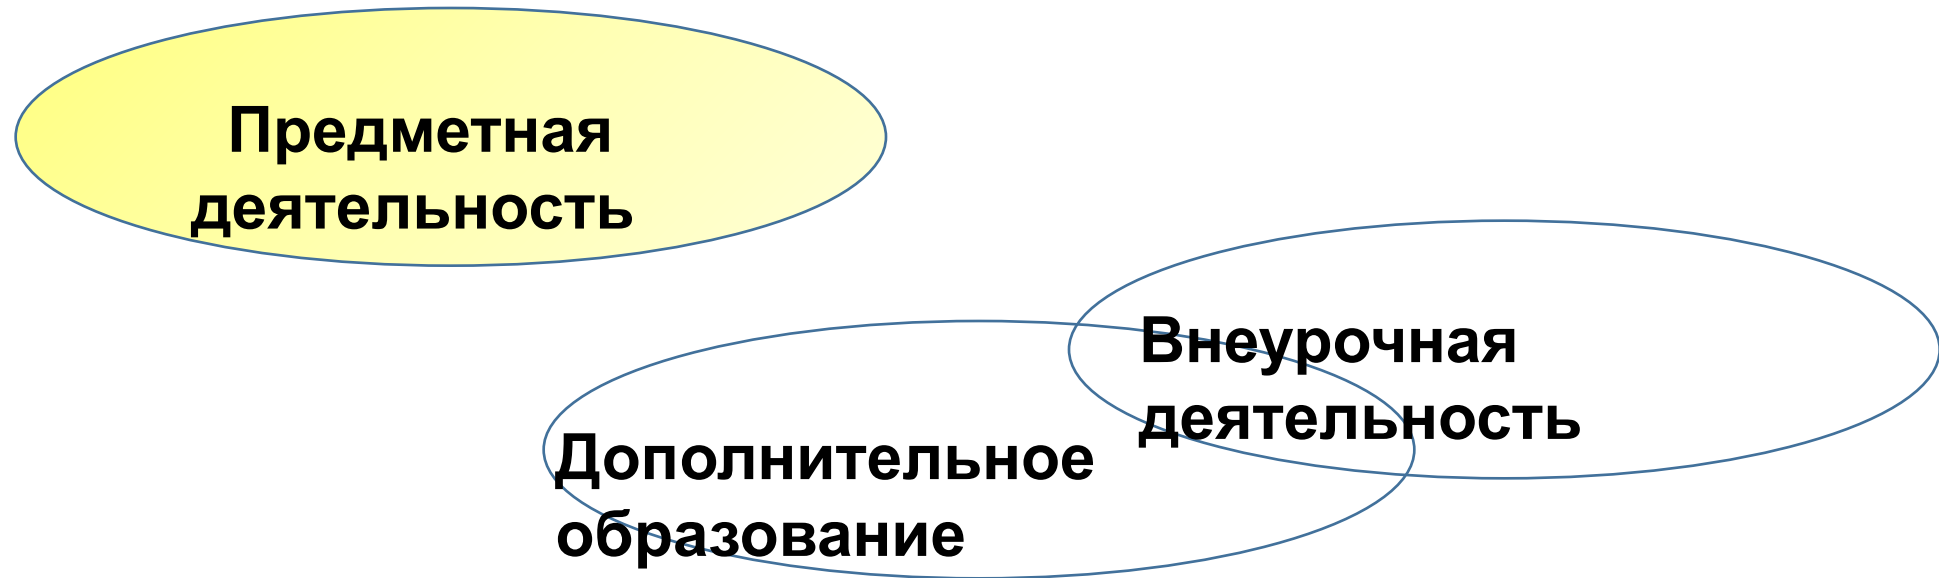 Предметная
деятельность
Внеурочная
деятельность
Дополнительное
образование